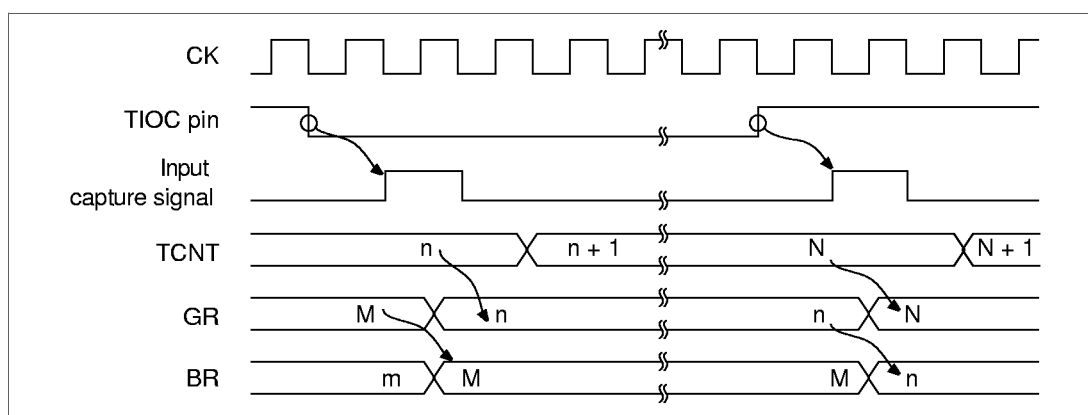 CK
TIOC pin
Input
capture signal
TCNT n n + 1 N N + 1
GR M n n N
BR m M M n